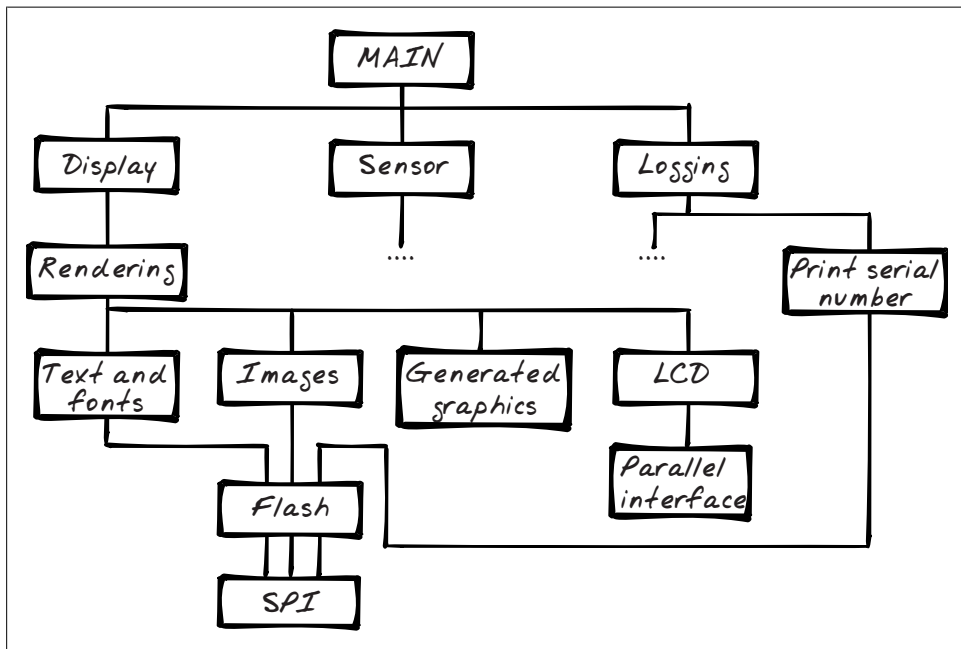 MAIN
Display
Sensor
Logging
....
....
Rendering
Print serial
number
Text and
fonts
Images
Generated
graphics
LCD
Parallel
interface
Flash
SPI